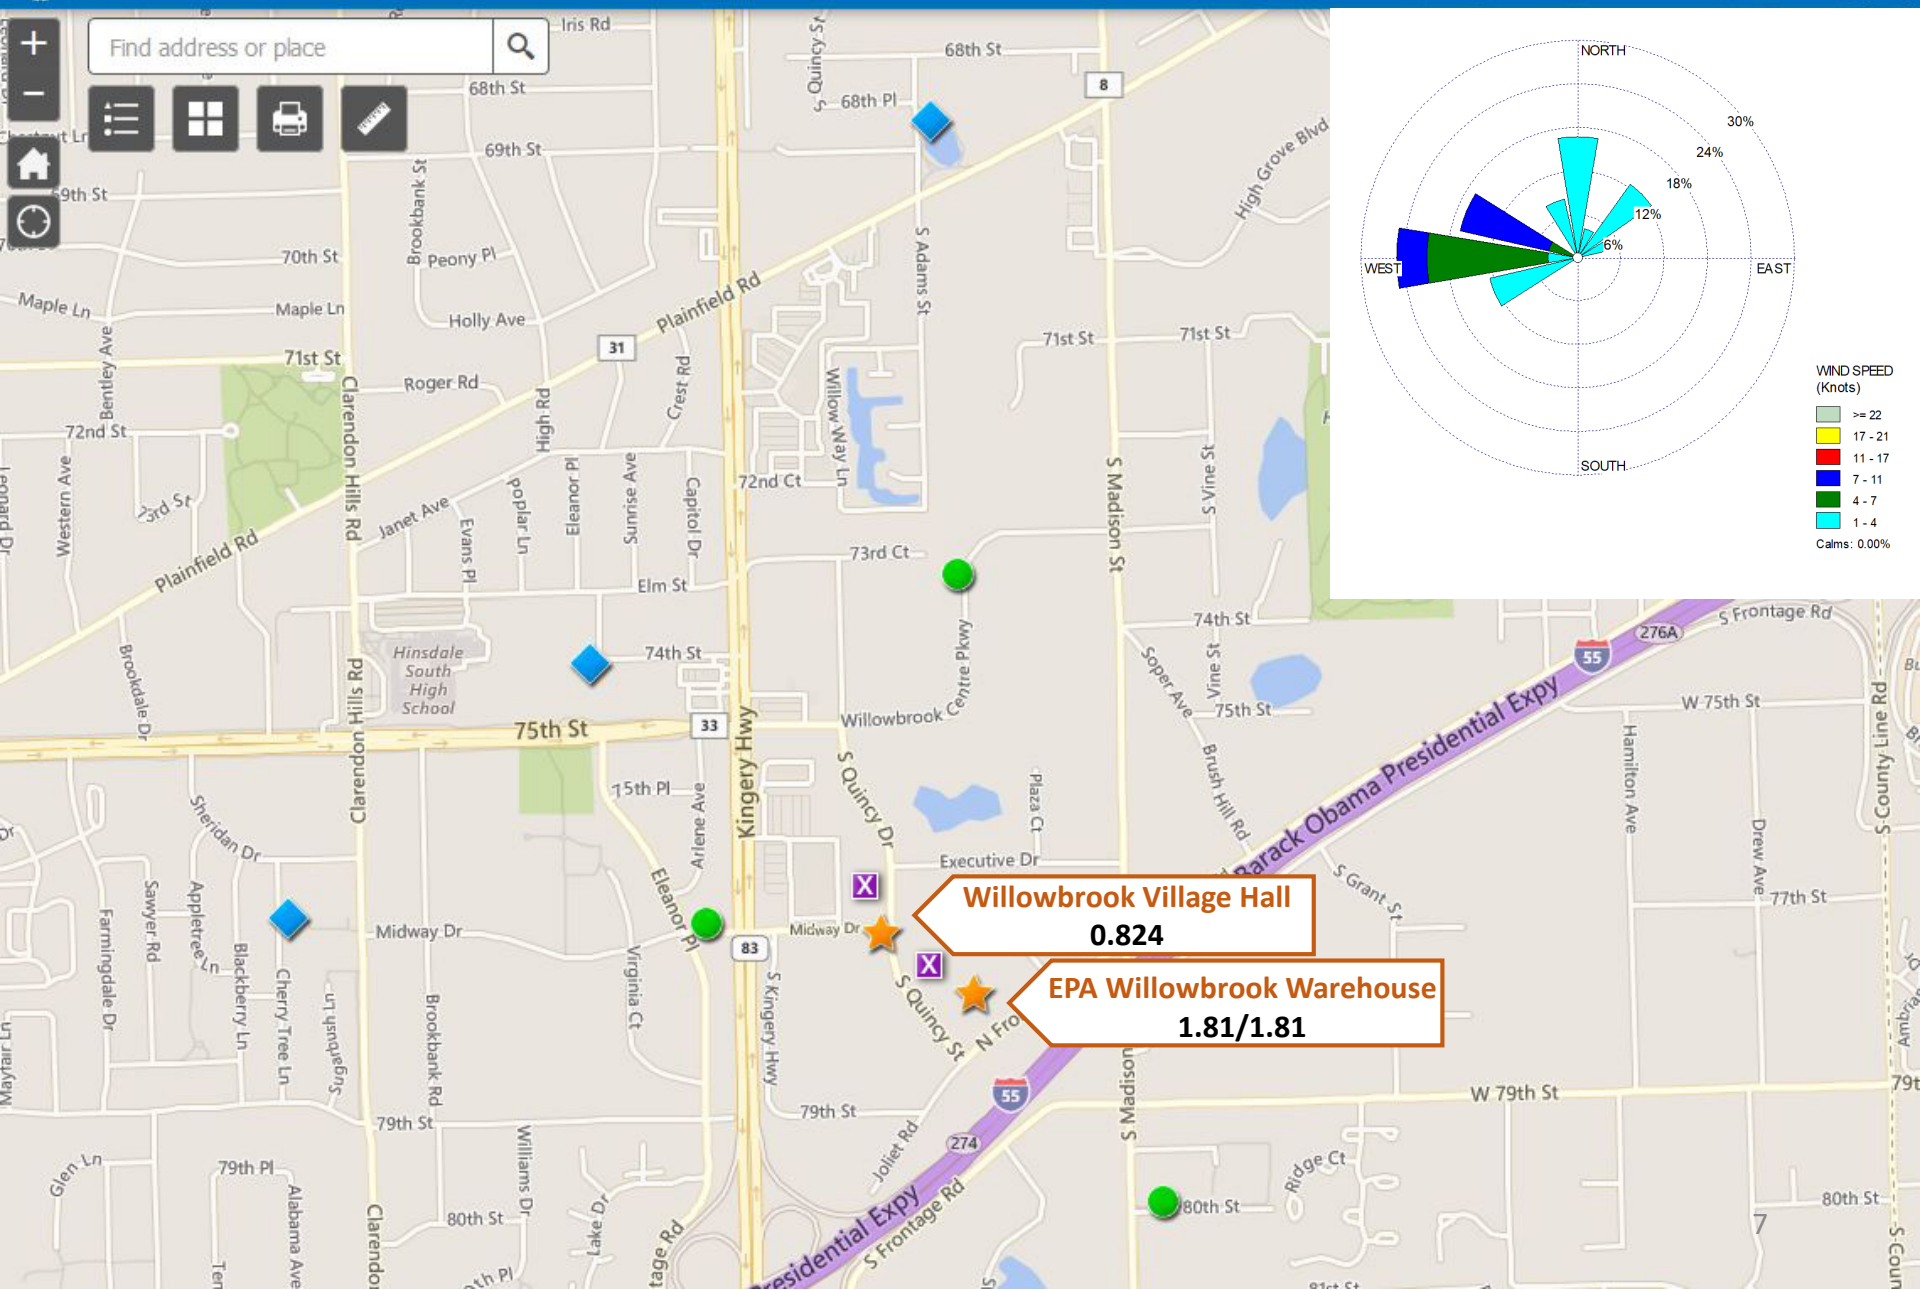 Find address or place
Iris Rd
68th St
S Quincy St
68th Pl
8
68th St
69th St
69th St
Brookbank St
High Grove Blvd
70th St
Peony Pl
S Adams St
Maple Ln
Maple Ln
Holly Ave
Plainfield Rd
31
71st St
71st St
71st St
Bentley Ave
Roger Rd
Crest Rd
Clarendon Hills Rd
High Rd
Willow Way Ln
72nd St
Western Ave
72nd Ct
S Vine St
S Madison St
Poplar Ln
Eleanor Pl
Sunrise Ave
Capitol Dr
Janet Ave
Evans Pl
Plainfield Rd
73rd Ct
Elm St
74th St
S Frontage Rd
276A
55
Hinsdale
South
High
School
74th St
Brookdale Dr
Clarendon Hills Rd
Soper Ave
Vine St
Willowbrook Centre Pkwy
75th St
33
Kingery Hwy
75th St
W 75th St
S County Line Rd
Hamilton Ave
Barack Obama Presidential Expy
Brush Hill Rd
S Quincy Dr
Plaza Ct
Arlene Ave
Sheridan Dr
Executive Dr
Drew Ave
S Grant St
77th St
X
Willowbrook Village Hall
0.824
Eleanor Pl
Sawyer Rd
Appletree Ln
Farmingdale Dr
Midway Dr
Midway Dr
83
X
EPA Willowbrook Warehouse
1.81/1.81
Blackberry Ln
Cherry Tree Ln
Sugarbush Ln
Brookbank Rd
Virginia Ct
S Kingery Hwy
S Quincy St
N Fro
55
S Madison
W 79th St
79th St
79th St
Joliet Rd
274
Glen Ln
79th Pl
Alabama Ave
Williams Dr
Lake Dr
80th St
S Frontage Rd
Ridge Ct
80th St
80th St
7
NORTH
30%
24%
18%
12%
6%
WEST
EAST
SOUTH
WIND SPEED
(Knots)
>= 22
17 - 21
11 - 17
7 - 11
4 - 7
1 - 4
Calms: 0.00%